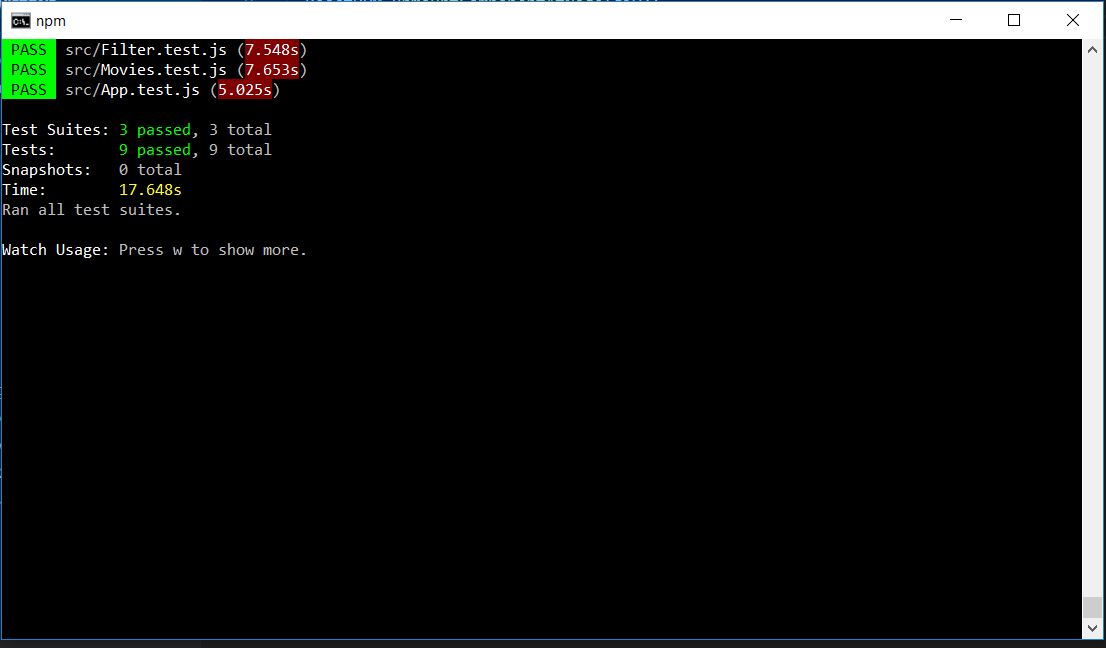 npm
PASS src/Filter.test.js (7.548s)
PASS src/Movies.test.js (7.653s)
PASS src/App.test.js (5.025s)
Test Suites: 3 passed, 3 total
Tests: 9 passed, 9 total
Snapshots: 0 total
Time: 17.648s
Ran all test suites.
Watch Usage: Press w to show more.